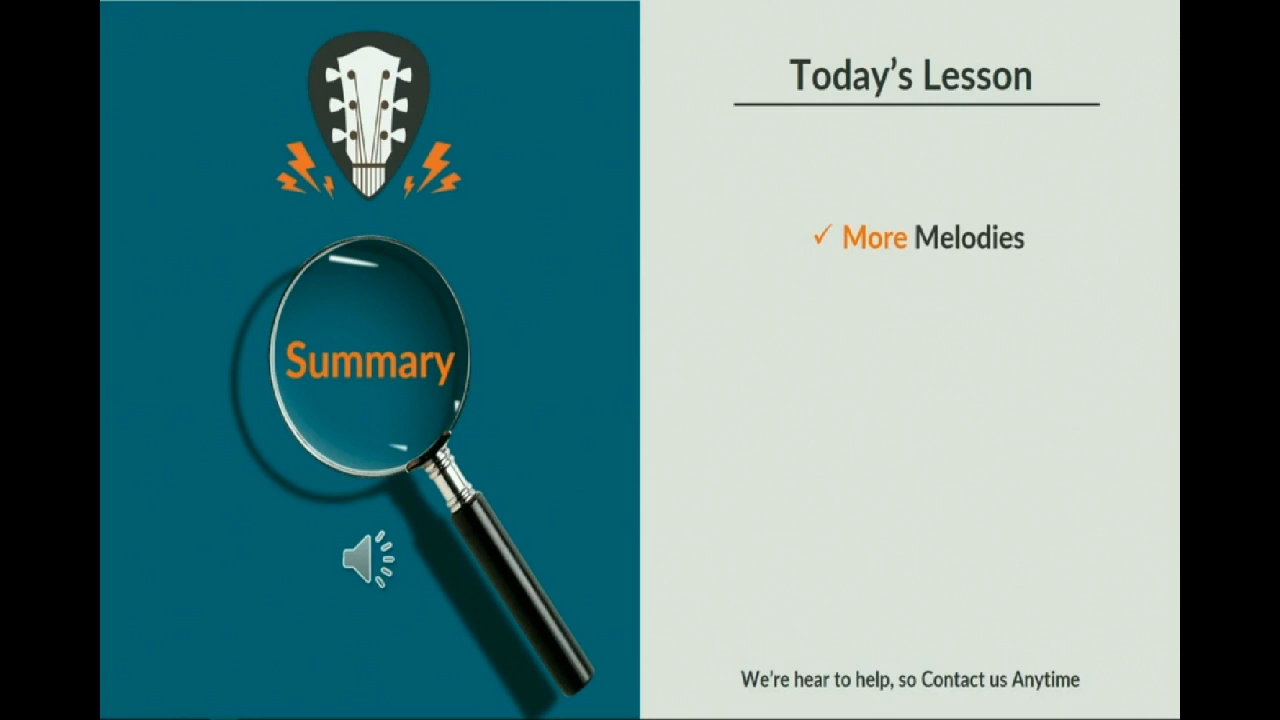 Summary
Today's Lesson
✓ More Melodies
We're hear to help, so Contact us Anytime